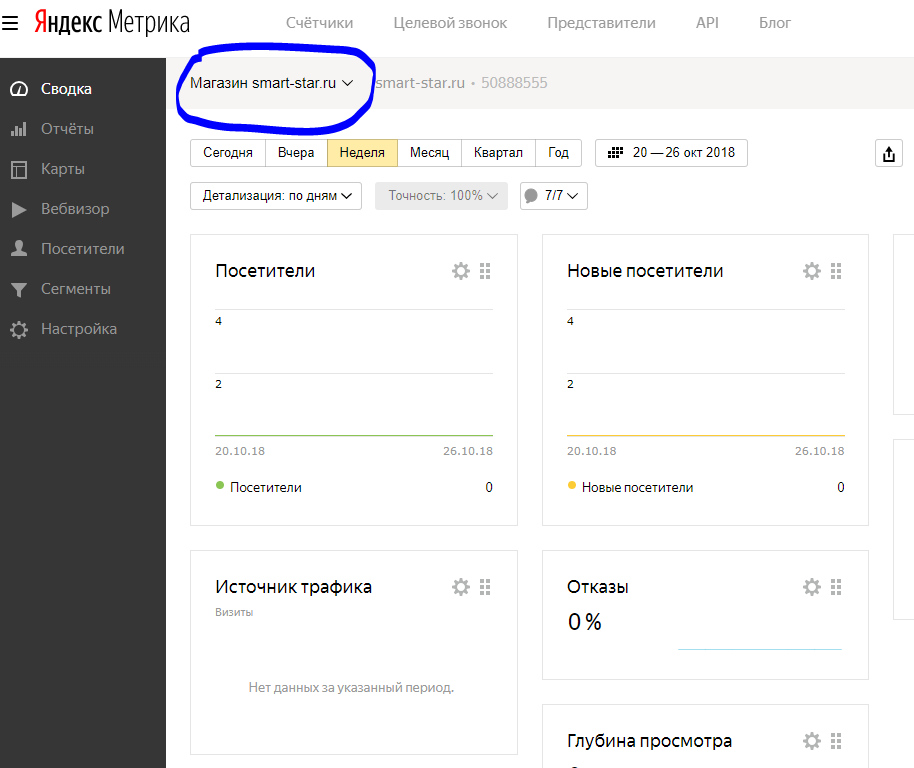 Яндекс Метрика Счётчики Целевой звонок Представители API Блог
Магазин smart-star.ru smart-star.ru • 50888555
Сводка
Отчёты
Карты
Вебвизор
Посетители
Сегменты
Настройка
Сегодня Вчера Неделя Месяц Квартал Год 20 — 26 окт 2018
Детализация: по дням Точность: 100% 7/7
Посетители
4
2
20.10.18 26.10.18
Посетители 0
Новые посетители
4
2
20.10.18 26.10.18
Новые посетители 0
Источник трафика
Визиты
Нет данных за указанный период.
Отказы
0 %
Глубина просмотра